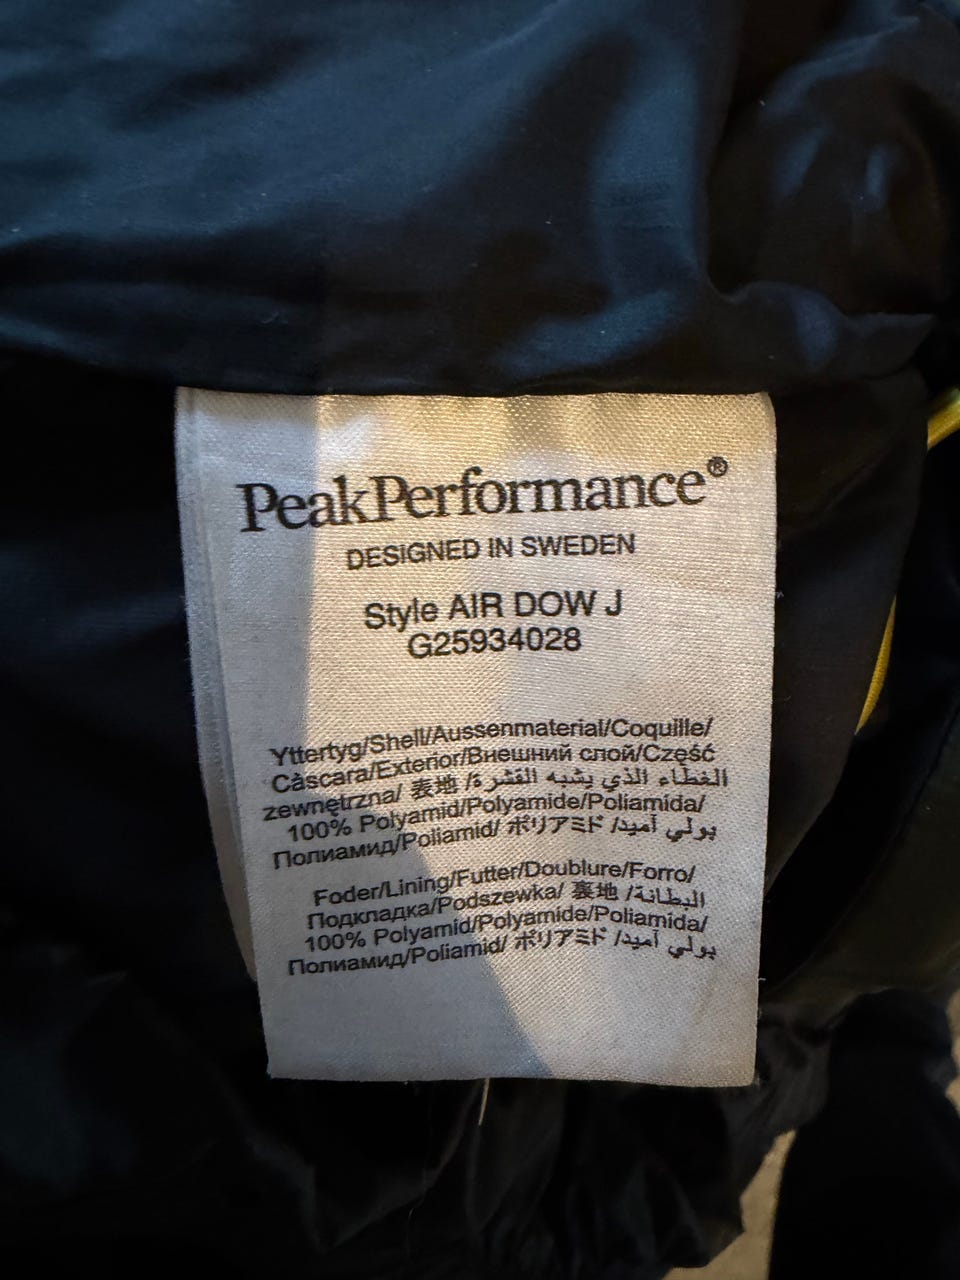 PeakPerformance®
DESIGNED IN SWEDEN
Style AIR DOW J
G25934028
Yttertyg/Shell/Aussenmaterial/Coquille/
Càscara/Exterior/Внешний слой/Część
zewnętrzna/ 表地 /الغطاء الذي يشبه القشرة
100% Polyamid/Polyamide/Poliamida/
Полиамид/Poliamid/ ポリアミド /بولي أميد
Foder/Lining/Futter/Doublure/Forro/
Подкладка/Podszewka/ 裏地 /البطانة
100% Polyamid/Polyamide/Poliamida/
Полиамид/Poliamid/ ポリアミド /بولي أميد